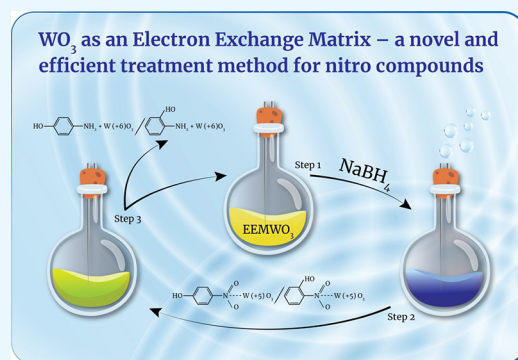 WO₃ as an Electron Exchange Matrix – a novel and
efficient treatment method for nitro compounds
HO
HO NH₂ + W (+6)O₃ / NH₂ + W (+6)O₃
Step 1
NaBH₄
Step 3
EEMWO₃
HO
HO N O O W (+5) O₃ / N O O W (+5) O₃
Step 2